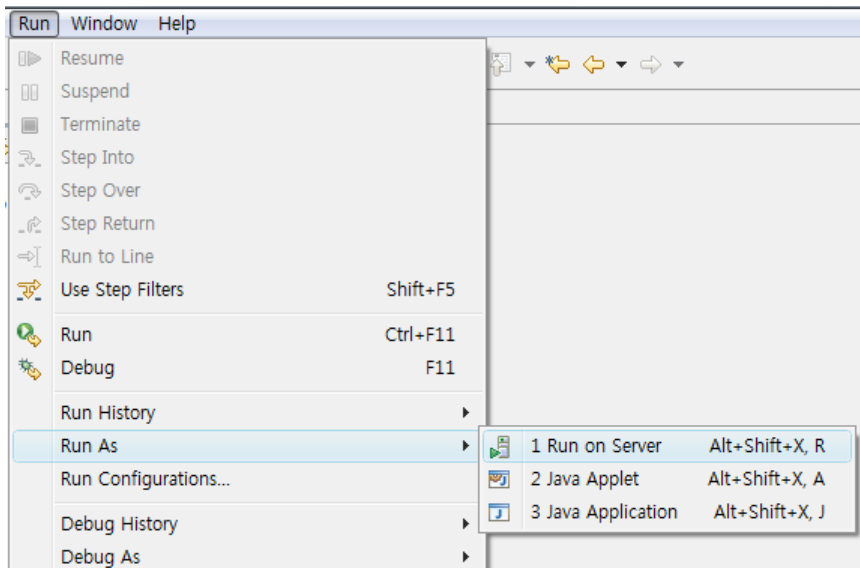 Run Window Help
Resume
Suspend
Terminate
Step Into
Step Over
Step Return
Run to Line
Use Step Filters Shift+F5
Run Ctrl+F11
Debug F11
Run History
Run As
Run Configurations...
Debug History
Debug As
1 Run on Server Alt+Shift+X, R
2 Java Applet Alt+Shift+X, A
3 Java Application Alt+Shift+X, J